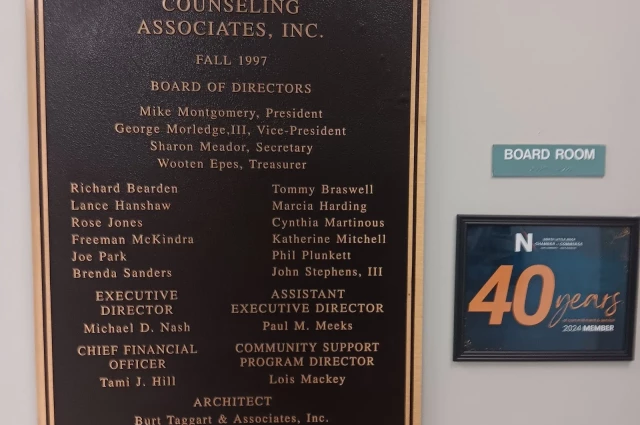 COUNSELING
ASSOCIATES, INC.
FALL 1997
BOARD OF DIRECTORS
Mike Montgomery, President
George Morledge,III, Vice-President
Sharon Meador, Secretary
Wooten Epes, Treasurer
Richard Bearden
Lance Hanshaw
Rose Jones
Freeman McKindra
Joe Park
Brenda Sanders
Tommy Braswell
Marcia Harding
Cynthia Martinous
Katherine Mitchell
Phil Plunkett
John Stephens, III
EXECUTIVE
DIRECTOR
Michael D. Nash
ASSISTANT
EXECUTIVE DIRECTOR
Paul M. Meeks
CHIEF FINANCIAL
OFFICER
Tami J. Hill
COMMUNITY SUPPORT
PROGRAM DIRECTOR
Lois Mackey
ARCHITECT
Burt Taggart & Associates, Inc.
BOARD ROOM
N
40 years
2024 MEMBER